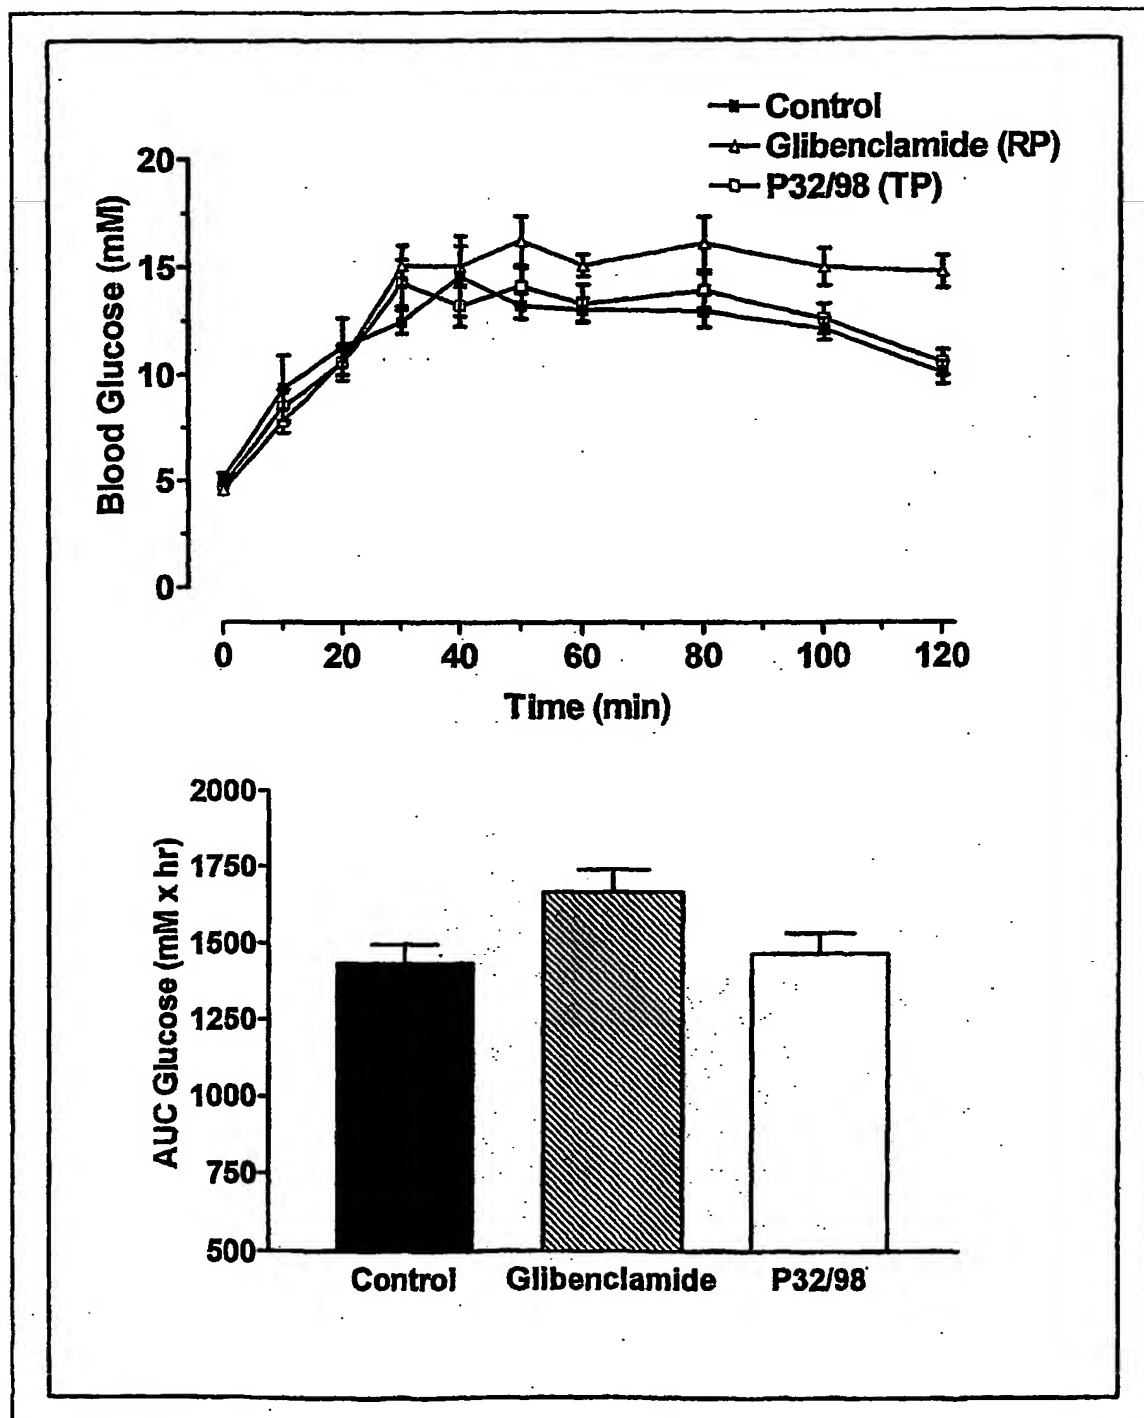 Control
Glibenclamide (RP)
P32/98 (TP)
Blood Glucose (mM)
20
15
10
5
0
0 20 40 60 80 100 120
Time (min)
AUC Glucose (mM x hr)
2000
1750
1500
1250
1000
750
500
Control Glibenclamide P32/98